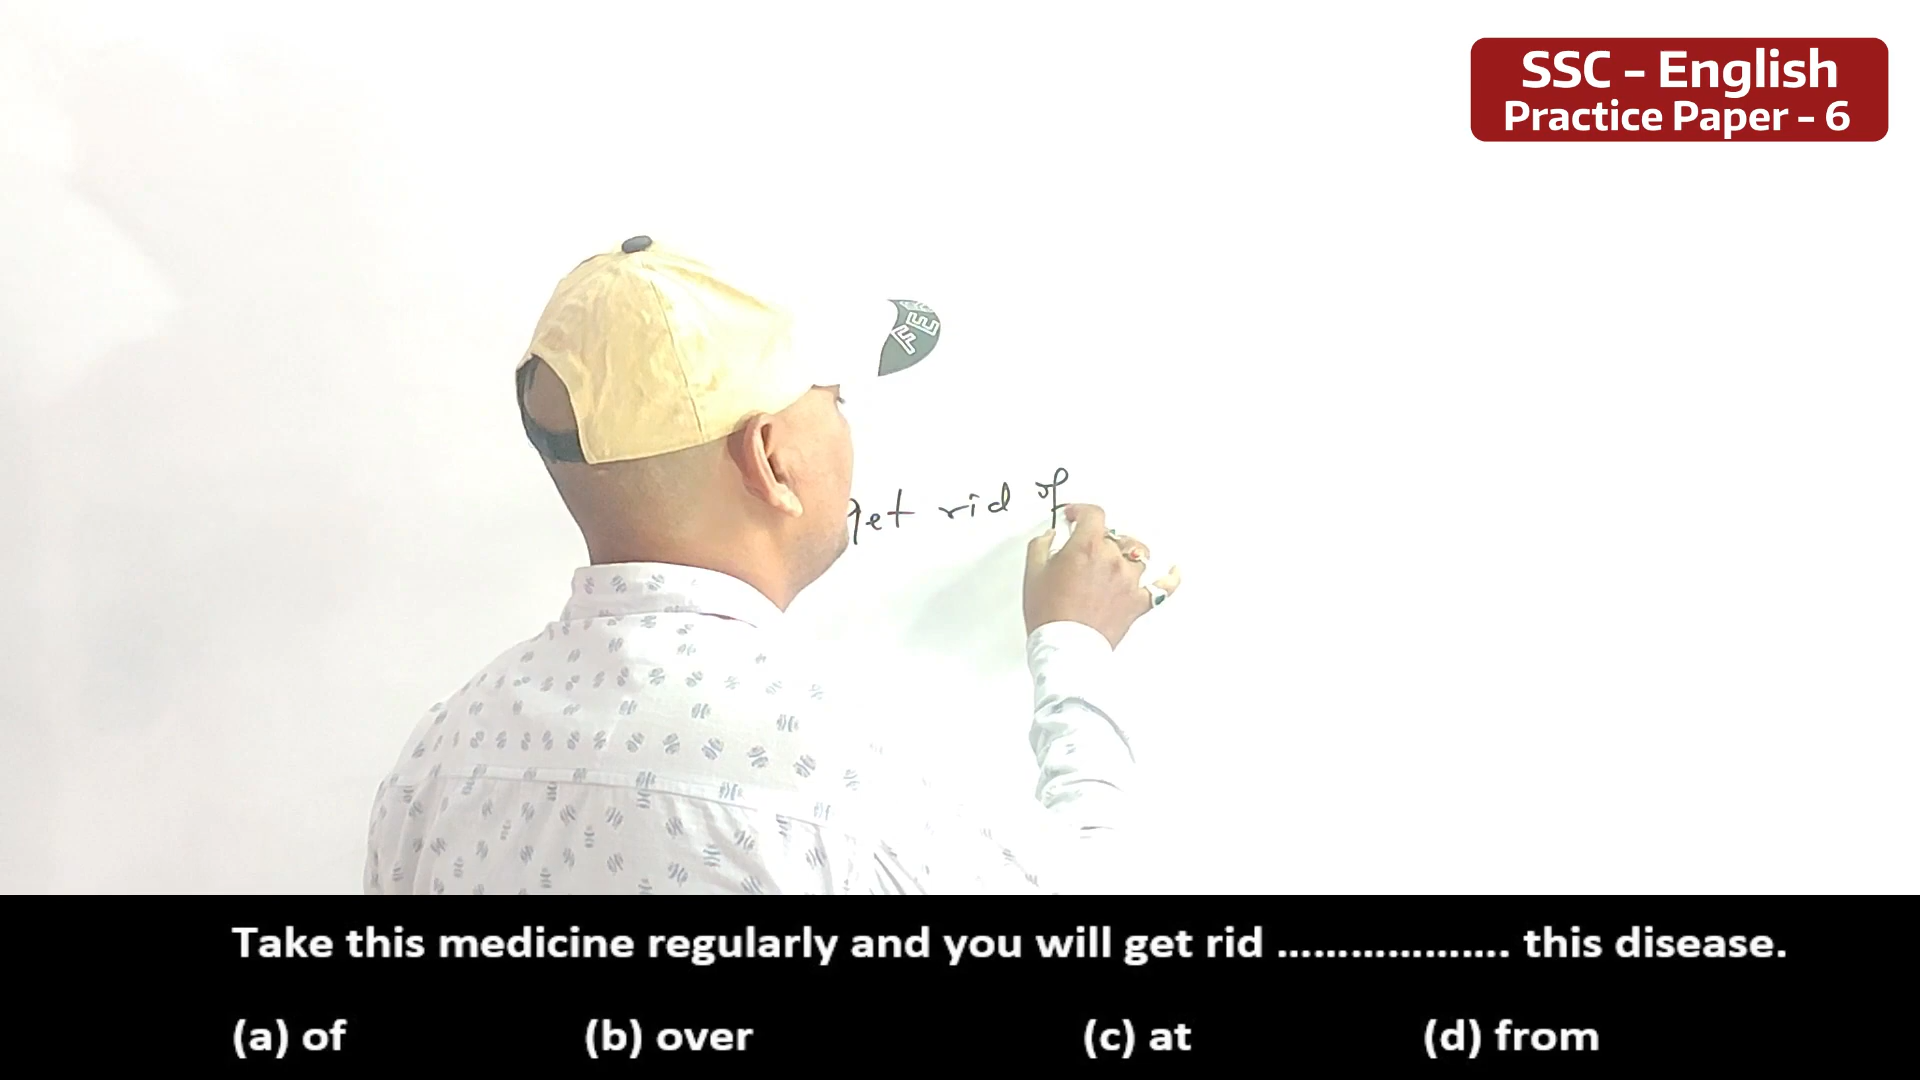 SSC – English
Practice Paper – 6
get rid of
Take this medicine regularly and you will get rid ................... this disease.
(a) of (b) over (c) at (d) from